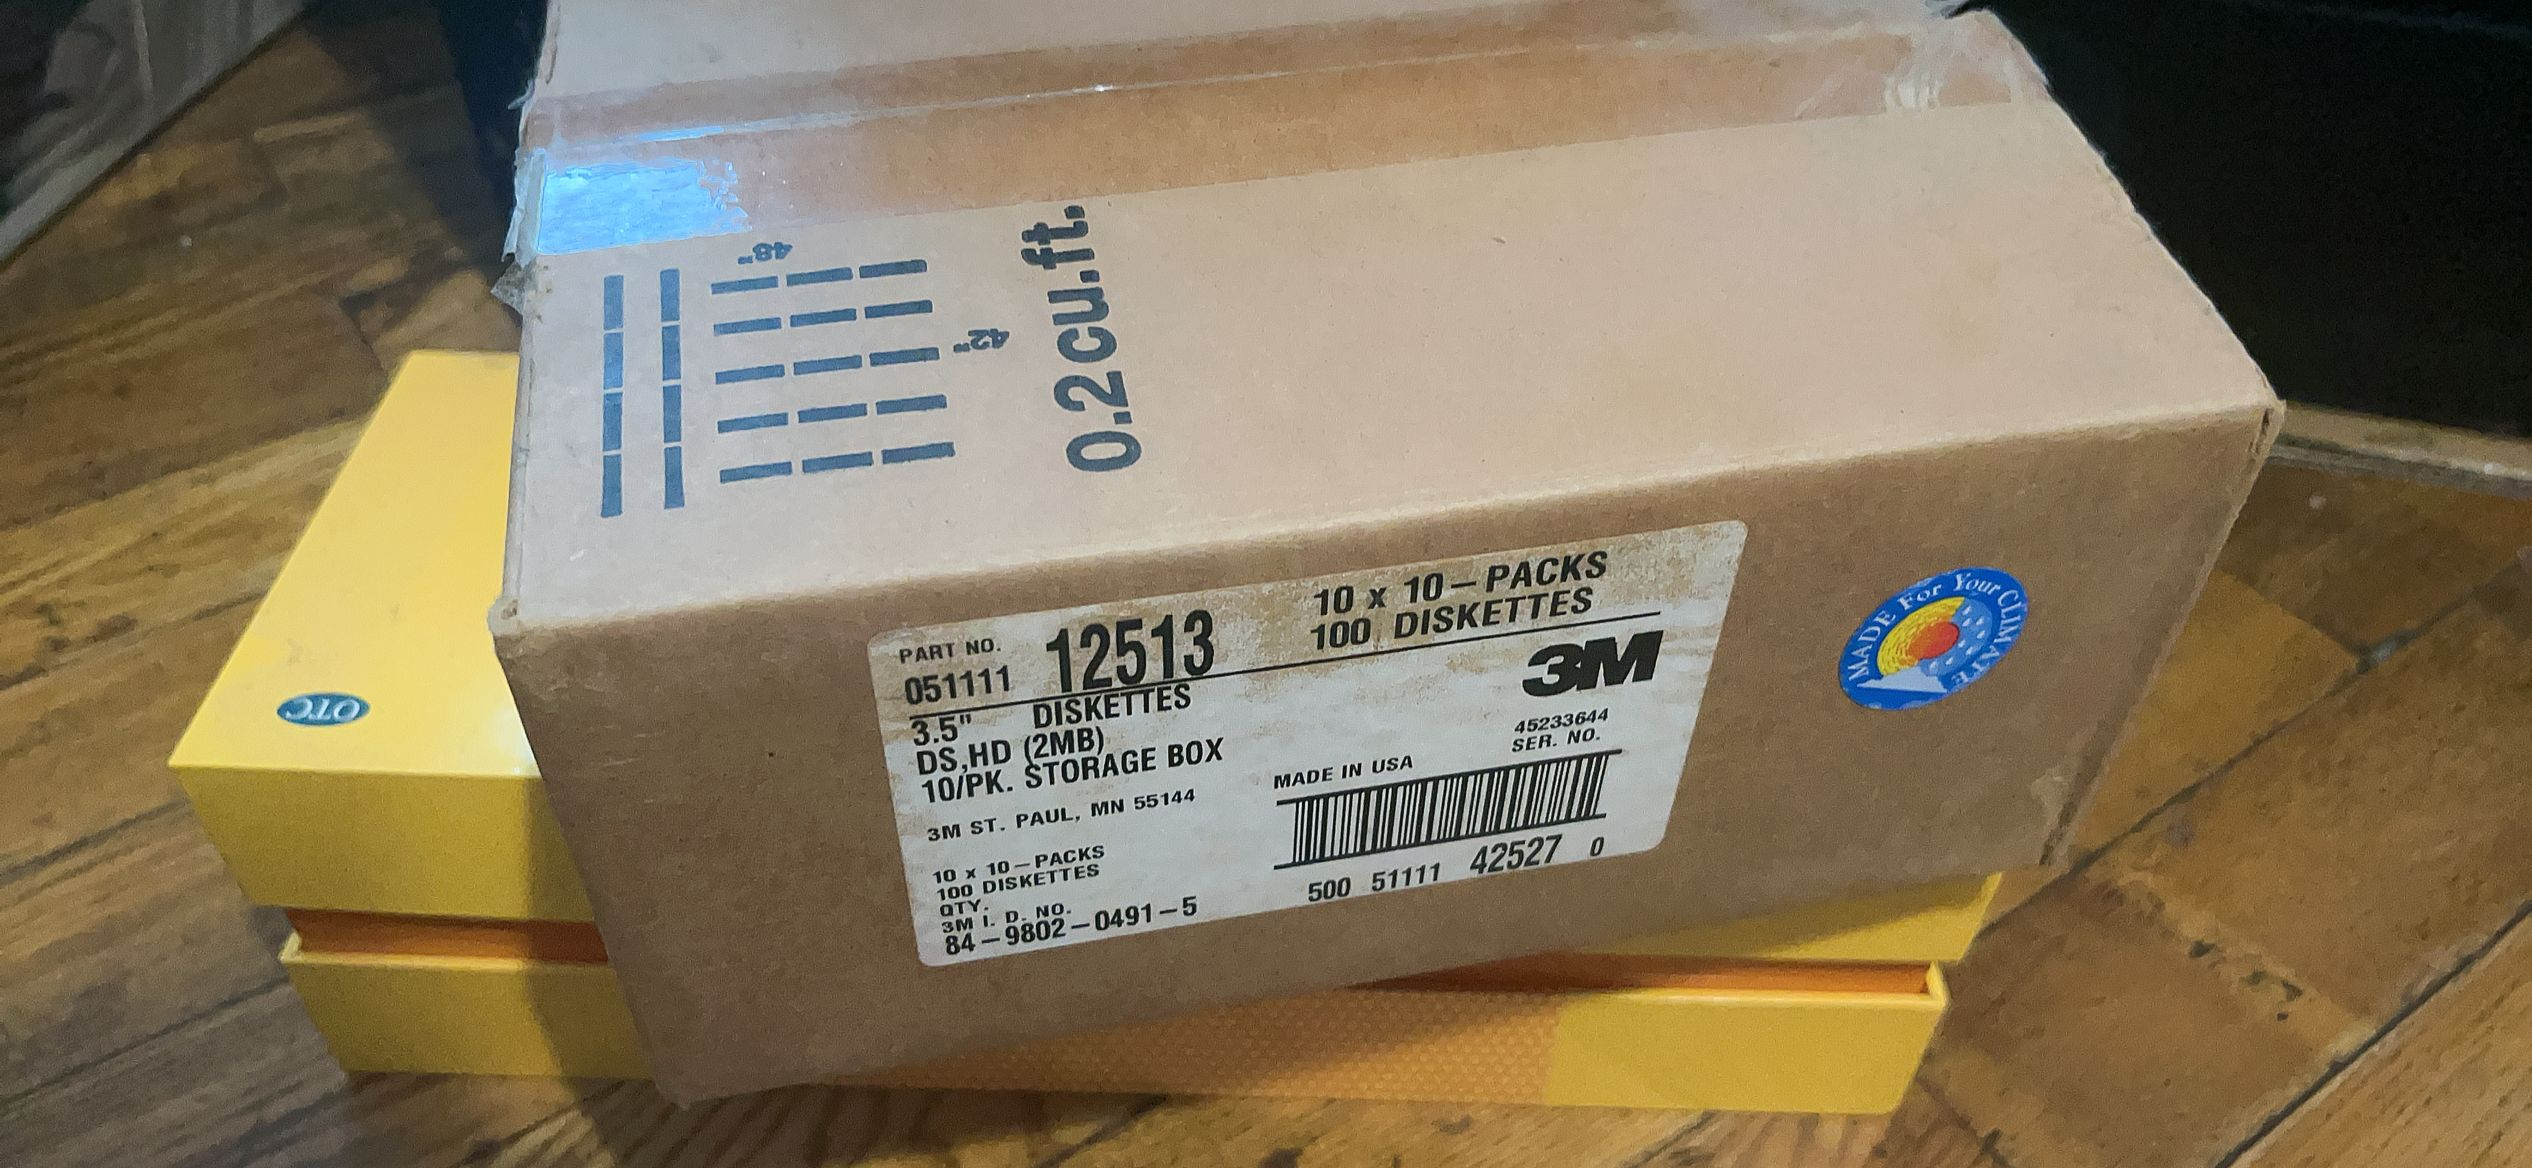 48"
42"
0.2 cu.ft.
PART NO.
051111 12513
10 x 10-PACKS
100 DISKETTES
3.5" DISKETTES
DS,HD (2MB)
10/PK. STORAGE BOX
3M
3M ST. PAUL, MN 55144
45233644
SER. NO.
MADE IN USA
10 x 10-PACKS
100 DISKETTES
QTY.
3M I. D. NO.
84-9802-0491-5
500 51111 42527 0
MADE For Your CLIMATE
OTC